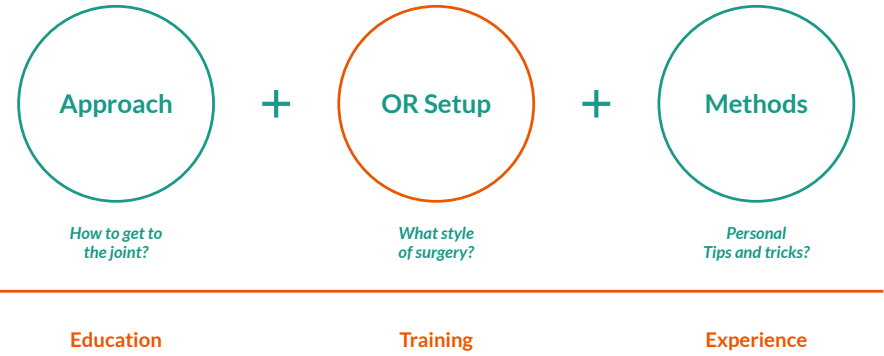 Approach + OR Setup + Methods
How to get to
the joint?
What style
of surgery?
Personal
Tips and tricks?
Education
Training
Experience